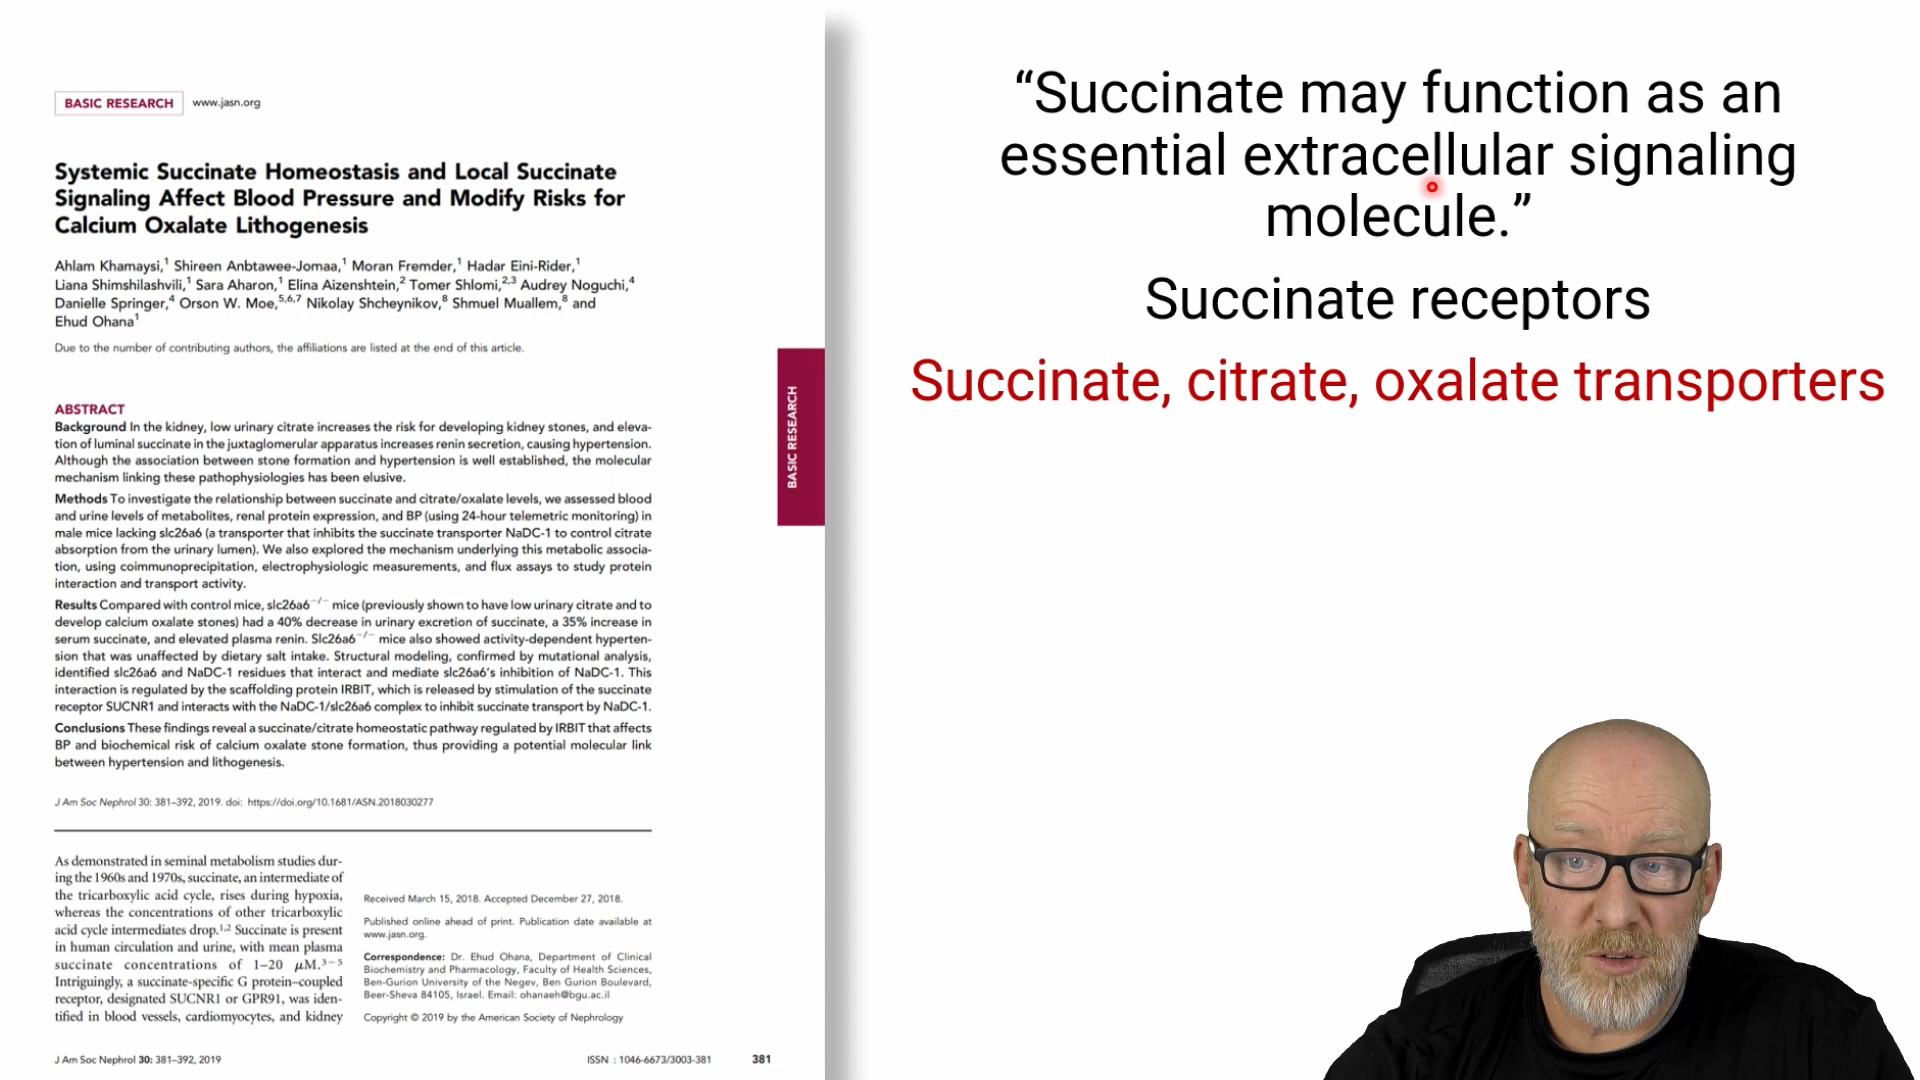 BASIC RESEARCH www.jasn.org
Systemic Succinate Homeostasis and Local Succinate
Signaling Affect Blood Pressure and Modify Risks for
Calcium Oxalate Lithogenesis
Ahlam Khamaysi,1 Shireen Anbtawee-Jomaa,1 Moran Fremder,1 Hadar Eini-Rider,1
Liana Shimshilashvili,1 Sara Aharon,1 Elina Aizenshtein,2 Tomer Shlomi,2,3 Audrey Noguchi,4
Danielle Springer,4 Orson W. Moe,5,6,7 Nikolay Shcheynikov,8 Shmuel Muallem,8 and
Ehud Ohana1
Due to the number of contributing authors, the affiliations are listed at the end of this article.
ABSTRACT
Background In the kidney, low urinary citrate increases the risk for developing kidney stones, and eleva-
tion of luminal succinate in the juxtaglomerular apparatus increases renin secretion, causing hypertension.
Although the association between stone formation and hypertension is well established, the molecular
mechanism linking these pathophysiologies has been elusive.
Methods To investigate the relationship between succinate and citrate/oxalate levels, we assessed blood
and urine levels of metabolites, renal protein expression, and BP (using 24-hour telemetric monitoring) in
male mice lacking slc26a6 (a transporter that inhibits the succinate transporter NaDC-1 to control citrate
absorption from the urinary lumen). We also explored the mechanism underlying this metabolic associa-
tion, using coimmunoprecipitation, electrophysiologic measurements, and flux assays to study protein
interaction and transport activity.
Results Compared with control mice, slc26a6−/− mice (previously shown to have low urinary citrate and to
develop calcium oxalate stones) had a 40% decrease in urinary excretion of succinate, a 35% increase in
serum succinate, and elevated plasma renin. Slc26a6−/− mice also showed activity-dependent hyperten-
sion that was unaffected by dietary salt intake. Structural modeling, confirmed by mutational analysis,
identified slc26a6 and NaDC-1 residues that interact and mediate slc26a6's inhibition of NaDC-1. This
interaction is regulated by the scaffolding protein IRBIT, which is released by stimulation of the succinate
receptor SUCNR1 and interacts with the NaDC-1/slc26a6 complex to inhibit succinate transport by NaDC-1.
Conclusions These findings reveal a succinate/citrate homeostatic pathway regulated by IRBIT that affects
BP and biochemical risk of calcium oxalate stone formation, thus providing a potential molecular link
between hypertension and lithogenesis.
J Am Soc Nephrol 30: 381–392, 2019. doi: https://doi.org/10.1681/ASN.2018030277
As demonstrated in seminal metabolism studies dur-
ing the 1960s and 1970s, succinate, an intermediate of
the tricarboxylic acid cycle, rises during hypoxia,
whereas the concentrations of other tricarboxylic
acid cycle intermediates drop.1,2 Succinate is present
in human circulation and urine, with mean plasma
succinate concentrations of 1–20 μM.3–5
Intriguingly, a succinate-specific G protein–coupled
receptor, designated SUCNR1 or GPR91, was iden-
tified in blood vessels, cardiomyocytes, and kidney
Received March 15, 2018. Accepted December 27, 2018.
Published online ahead of print. Publication date available at
www.jasn.org.
Correspondence: Dr. Ehud Ohana, Department of Clinical
Biochemistry and Pharmacology, Faculty of Health Sciences,
Ben-Gurion University of the Negev, Ben Gurion Boulevard,
Beer-Sheva 84105, Israel. Email: ohanaeh@bgu.ac.il
Copyright © 2019 by the American Society of Nephrology
J Am Soc Nephrol 30: 381–392, 2019
ISSN : 1046-6673/3003-381 381
BASIC RESEARCH
“Succinate may function as an
essential extracellular signaling
molecule.”
Succinate receptors
Succinate, citrate, oxalate transporters